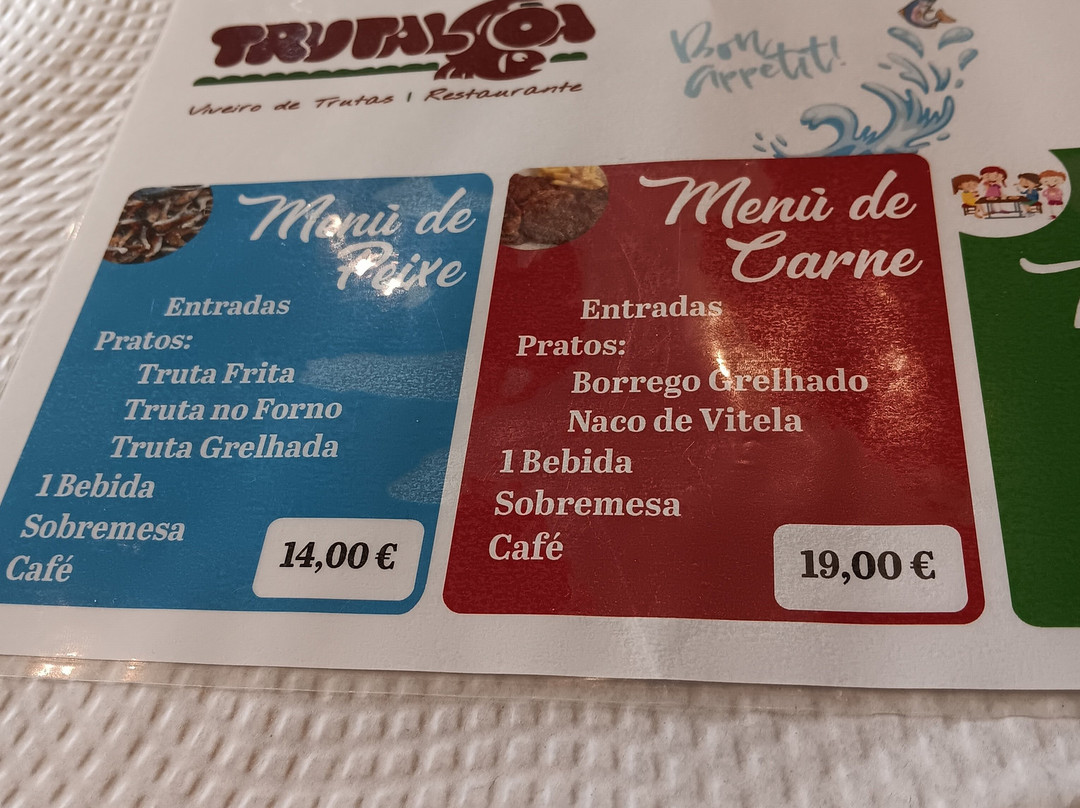 TRUTALCÔA
Viveiro de Trutas | Restaurante
Bon
appetit!
Menù de
Peixe
Entradas
Pratos:
Truta Frita
Truta no Forno
Truta Grelhada
1 Bebida
Sobremesa
Café
14,00 €
Menù de
Carne
Entradas
Pratos:
Borrego Grelhado
Naco de Vitela
1 Bebida
Sobremesa
Café
19,00 €